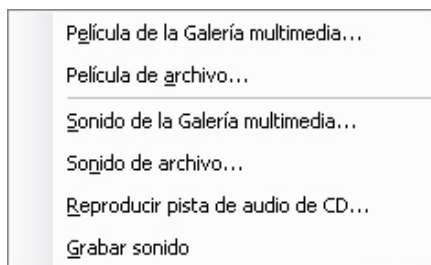 Película de la Galería multimedia...
Película de archivo...
Sonido de la Galería multimedia...
Sonido de archivo...
Reproducir pista de audio de CD...
Grabar sonido